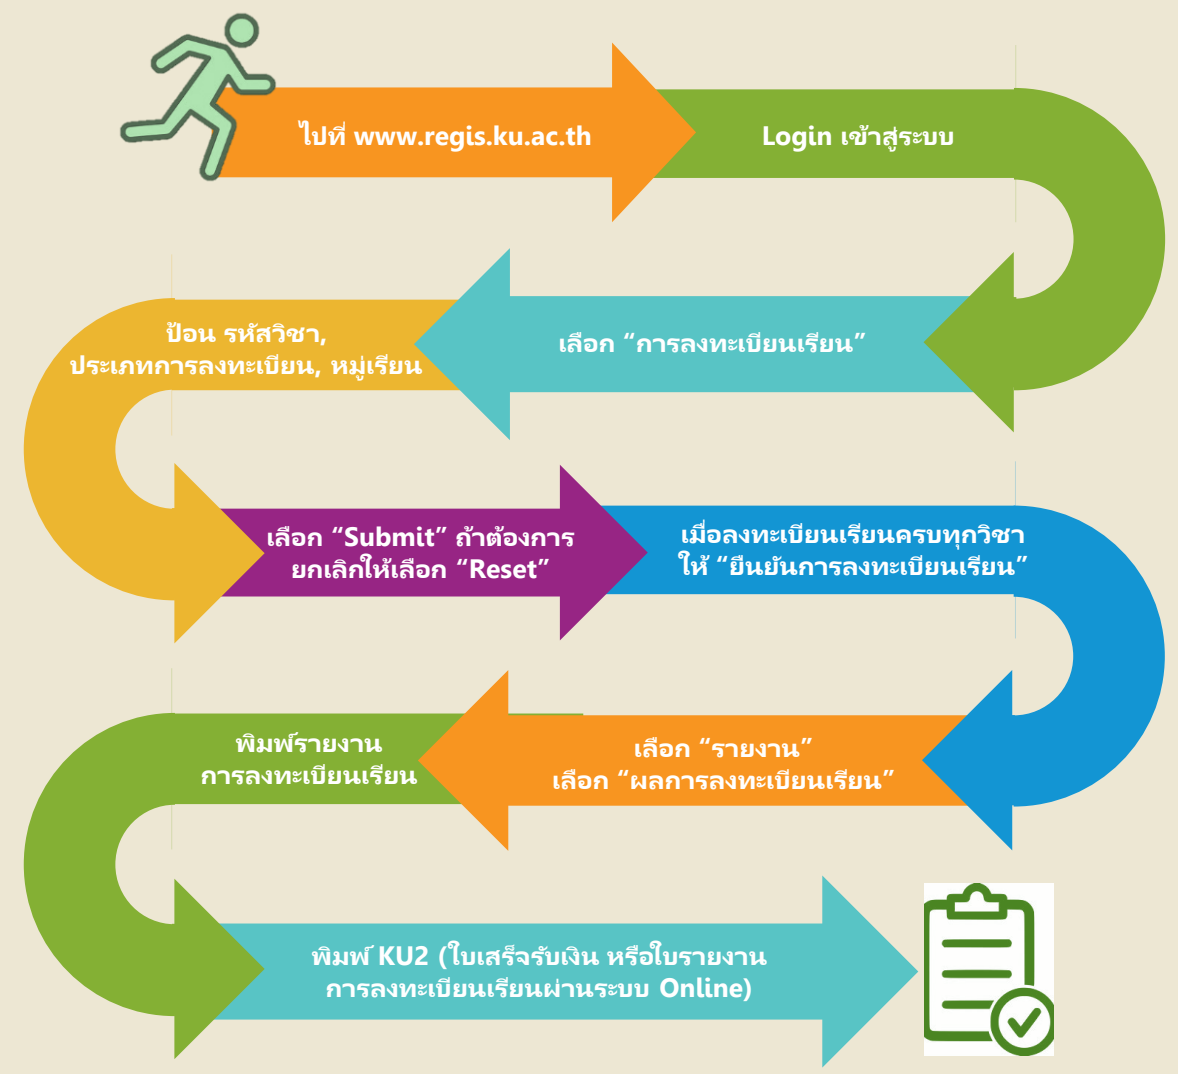 ไปที่ www.regis.ku.ac.th
Login เข้าสู่ระบบ
เลือก “การลงทะเบียนเรียน”
ป้อน รหัสวิชา,
ประเภทการลงทะเบียน, หมู่เรียน
เลือก “Submit” ถ้าต้องการ
ยกเลิกให้เลือก “Reset”
เมื่อลงทะเบียนเรียนครบทุกวิชา
ให้ “ยืนยันการลงทะเบียนเรียน”
เลือก “รายงาน”
เลือก “ผลการลงทะเบียนเรียน”
พิมพ์รายงาน
การลงทะเบียนเรียน
พิมพ์ KU2 (ใบเสร็จรับเงิน หรือใบรายงาน
การลงทะเบียนเรียนผ่านระบบ Online)